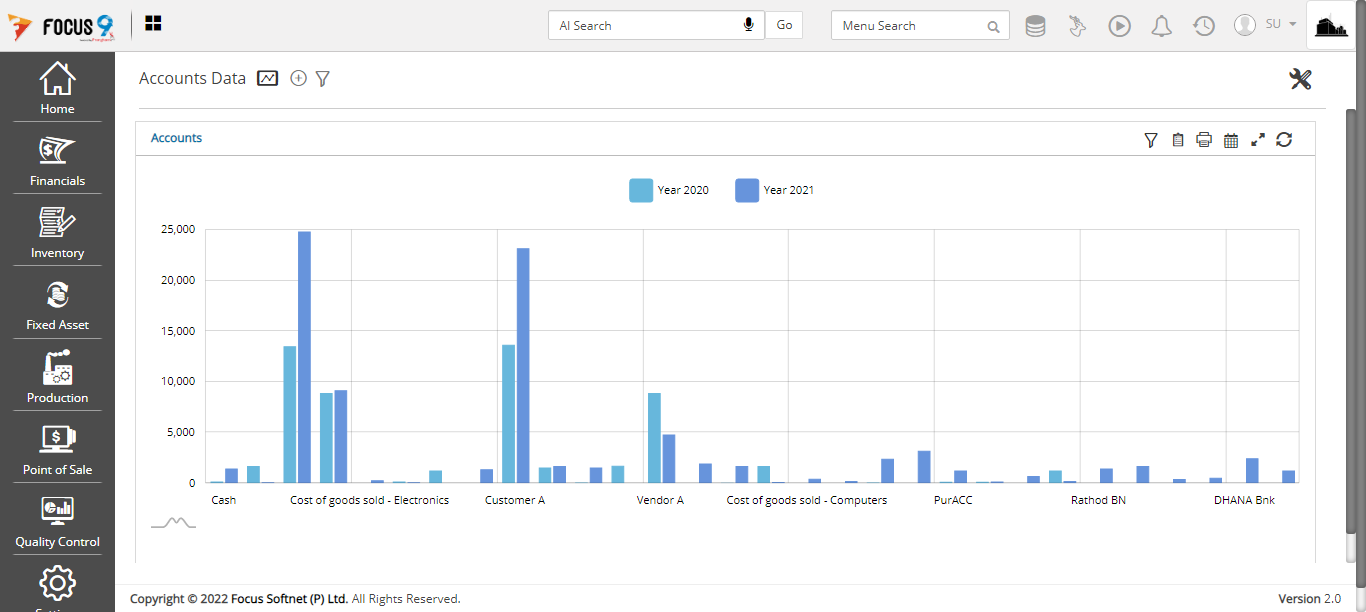 FOCUS 9
AI Search
Go
Menu Search
SU
Accounts Data
Home
Financials
Inventory
Fixed Asset
Production
Point of Sale
Quality Control
Accounts
Year 2020 Year 2021
25,000
20,000
15,000
10,000
5,000
0
Cash Cost of goods sold - Electronics Customer A Vendor A Cost of goods sold - Computers PurACC Rathod BN DHANA Bnk
Copyright © 2022 Focus Softnet (P) Ltd. All Rights Reserved.
Version 2.0